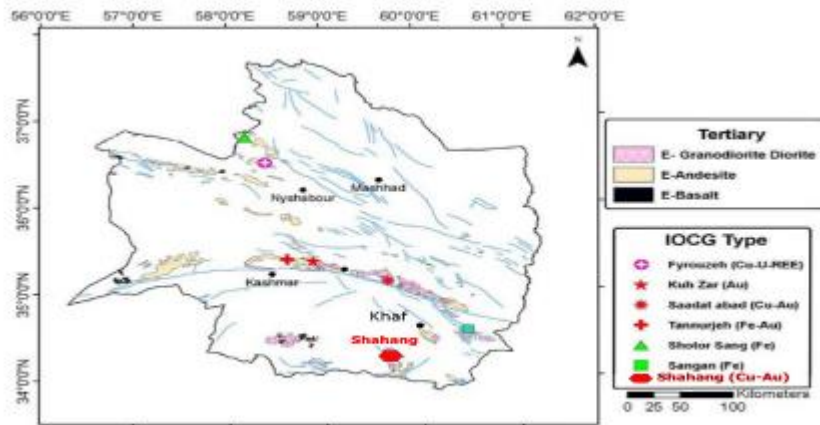 56°0'0"E 57°0'0"E 58°0'0"E 59°0'0"E 60°0'0"E 61°0'0"E 62°0'0"E
N
37°0'0"N
36°0'0"N
35°0'0"N
34°0'0"N
Mashhad
Nyshabour
Kashmar
Khaf
Shahang
Tertiary
E- Granodiorite Diorite
E-Andesite
E-Basalt
IOCG Type
Fyrouzeh (Cu-U-REE)
Kuh Zar (Au)
Saadat abad (Cu-Au)
Tannurjeh (Fe-Au)
Shotor Sang (Fe)
Sangan (Fe)
Shahang (Cu-Au)
Kilometers
0 25 50 100